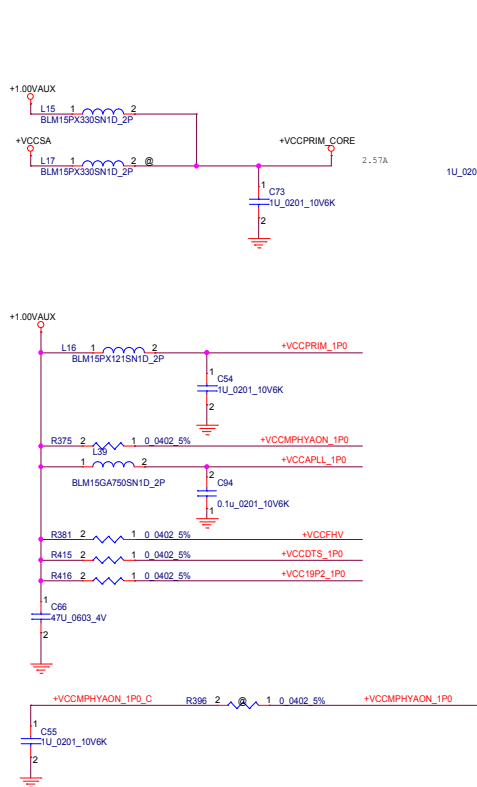 +1.00VAUX
L15 1 2
BLM15PX330SN1D_2P
+VCCSA
L17 1 2 @
BLM15PX330SN1D_2P
+VCCPRIM_CORE
2.57A
1U_020
1
C73
1U_0201_10V6K
2
+1.00VAUX
L16 1 2
BLM15PX121SN1D_2P
+VCCPRIM_1P0
1
C54
1U_0201_10V6K
2
R375 2 1 0_0402_5% +VCCMPHYAON_1P0
L39
1 2 +VCCAPLL_1P0
BLM15GA750SN1D_2P
2
C94
0.1u_0201_10V6K
1
R381 2 1 0_0402_5% +VCCFHV
R415 2 1 0_0402_5% +VCCDTS_1P0
R416 2 1 0_0402_5% +VCC19P2_1P0
1
C66
47U_0603_4V
2
+VCCMPHYAON_1P0_C R396 2 @ 1 0_0402_5% +VCCMPHYAON_1P0
1
C55
1U_0201_10V6K
2